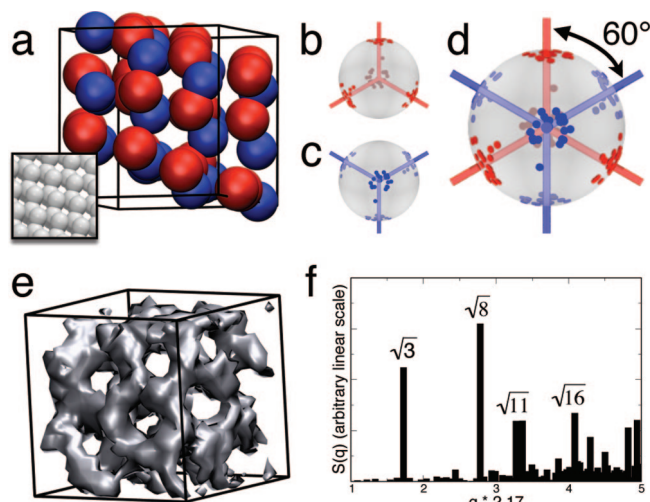 a
b
c
d
60°
e
f
S(q) (arbitrary linear scale)
√3
√8
√11
√16
1 2 3 4 5